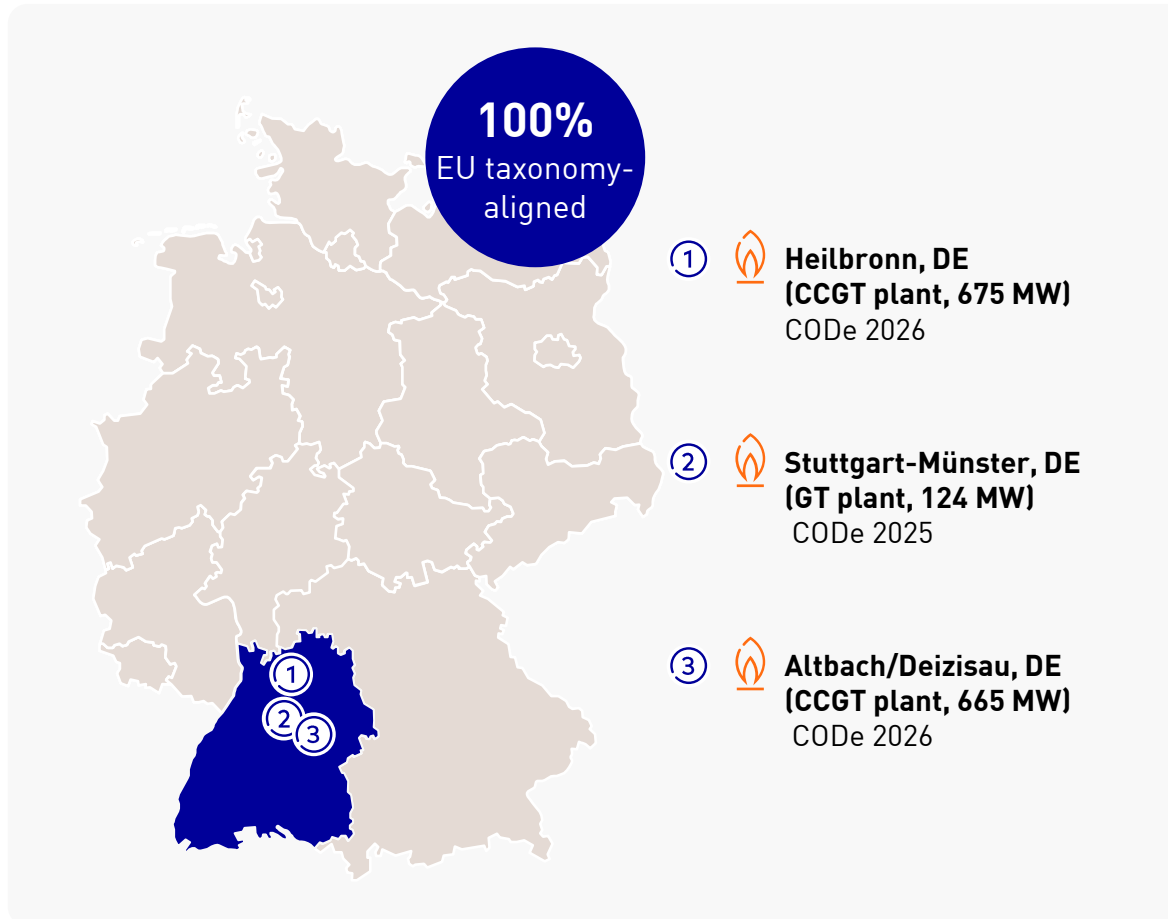 100%
EU taxonomy-
aligned
1
Heilbronn, DE
(CCGT plant, 675 MW)
CODe 2026
2
Stuttgart-Münster, DE
(GT plant, 124 MW)
CODe 2025
3
Altbach/Deizisau, DE
(CCGT plant, 665 MW)
CODe 2026
1
2
3